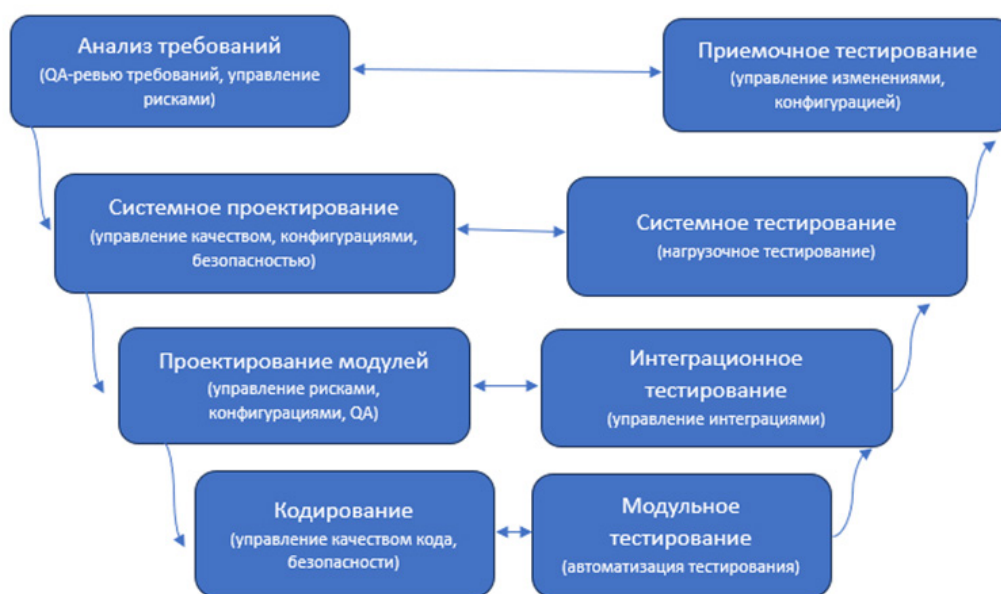 Анализ требований
(QA-ревью требований, управление
рисками)
Приемочное тестирование
(управление изменениями,
конфигурацией)
Системное проектирование
(управление качеством, конфигурациями,
безопасностью)
Системное тестирование
(нагрузочное тестирование)
Проектирование модулей
(управление рисками,
конфигурациями, QA)
Интеграционное
тестирование
(управление интеграциями)
Кодирование
(управление качеством кода,
безопасности)
Модульное
тестирование
(автоматизация тестирования)